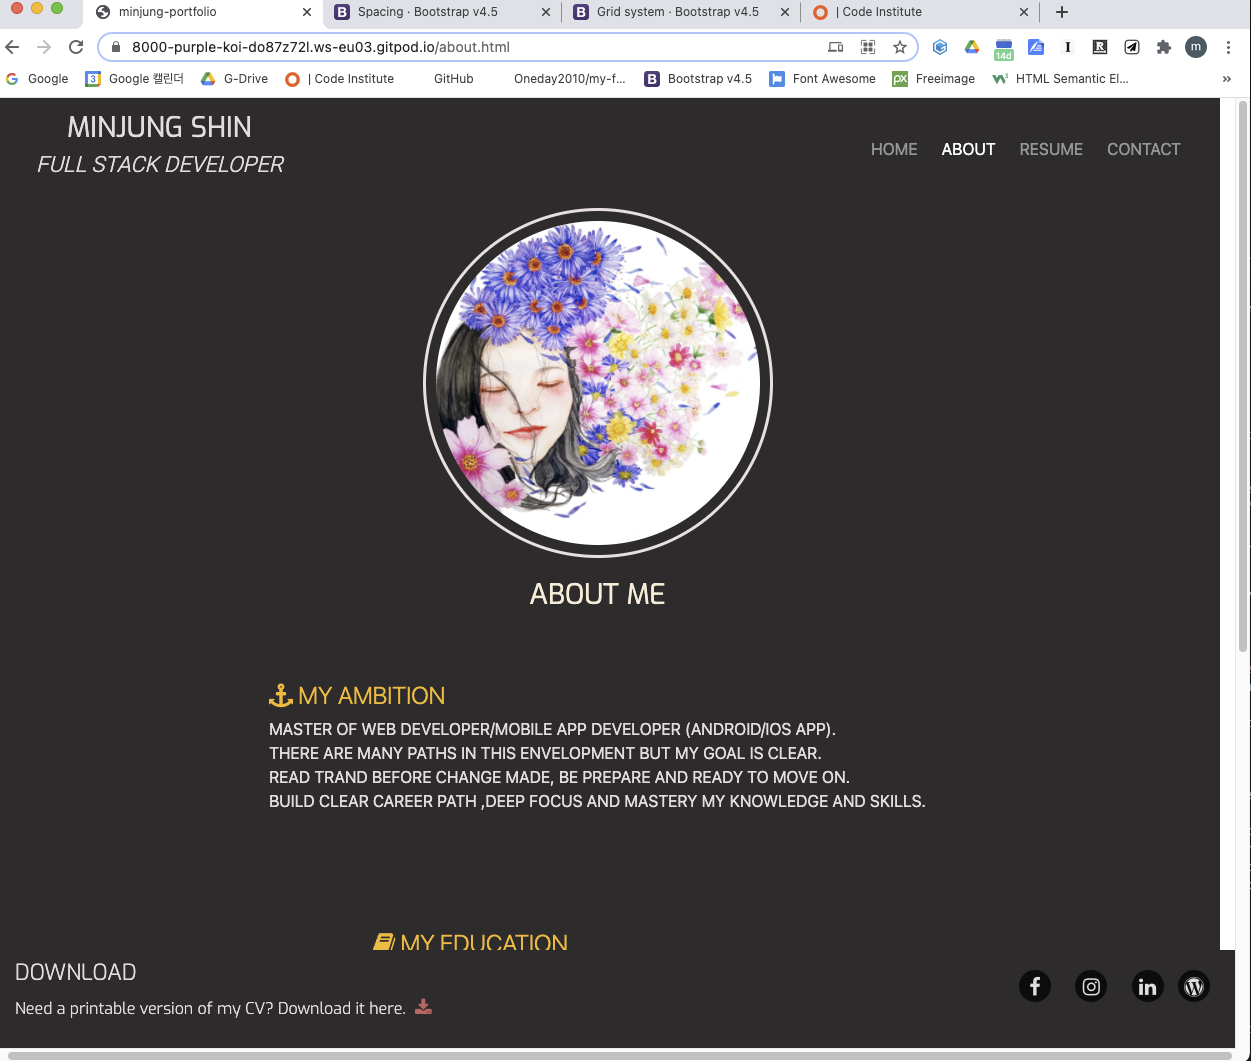 minjung-portfolio
Spacing · Bootstrap v4.5
Grid system · Bootstrap v4.5
| Code Institute
8000-purple-koi-do87z72l.ws-eu03.gitpod.io/about.html
14d
m
Google
Google 캘린더
G-Drive
| Code Institute
GitHub
Oneday2010/my-f...
Bootstrap v4.5
Font Awesome
Freeimage
HTML Semantic El...
»
MINJUNG SHIN
FULL STACK DEVELOPER
HOME ABOUT RESUME CONTACT
ABOUT ME
MY AMBITION
MASTER OF WEB DEVELOPER/MOBILE APP DEVELOPER (ANDROID/IOS APP).
THERE ARE MANY PATHS IN THIS ENVELOPMENT BUT MY GOAL IS CLEAR.
READ TRAND BEFORE CHANGE MADE, BE PREPARE AND READY TO MOVE ON.
BUILD CLEAR CAREER PATH ,DEEP FOCUS AND MASTERY MY KNOWLEDGE AND SKILLS.
MY EDUCATION
DOWNLOAD
Need a printable version of my CV? Download it here.